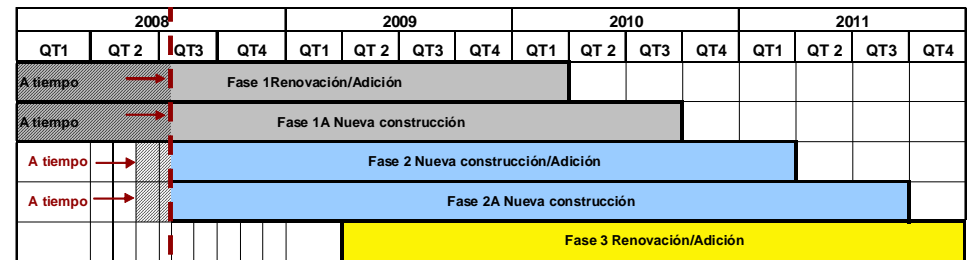 2008 2009 2010 2011
QT1 QT 2 QT3 QT4 QT1 QT 2 QT3 QT4 QT1 QT 2 QT3 QT4 QT1 QT 2 QT3 QT4
A tiempo Fase 1Renovación/Adición
A tiempo Fase 1A Nueva construcción
A tiempo Fase 2 Nueva construcción/Adición
A tiempo Fase 2A Nueva construcción
Fase 3 Renovación/Adición